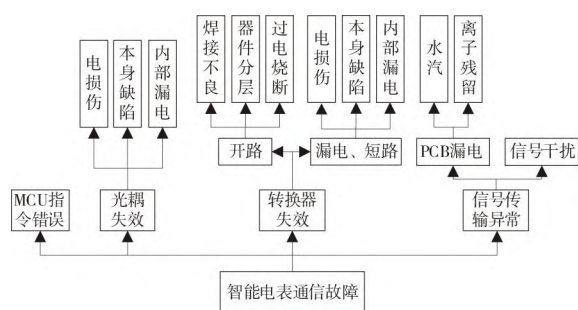 电损伤
本身缺陷
内部漏电
焊接不良
器件分层
过电烧断
电损伤
本身缺陷
内部漏电
水汽
离子残留
开路
漏电、短路
PCB漏电
信号干扰
MCU指
令错误
光耦
失效
转换器
失效
信号传
输异常
智能电表通信故障